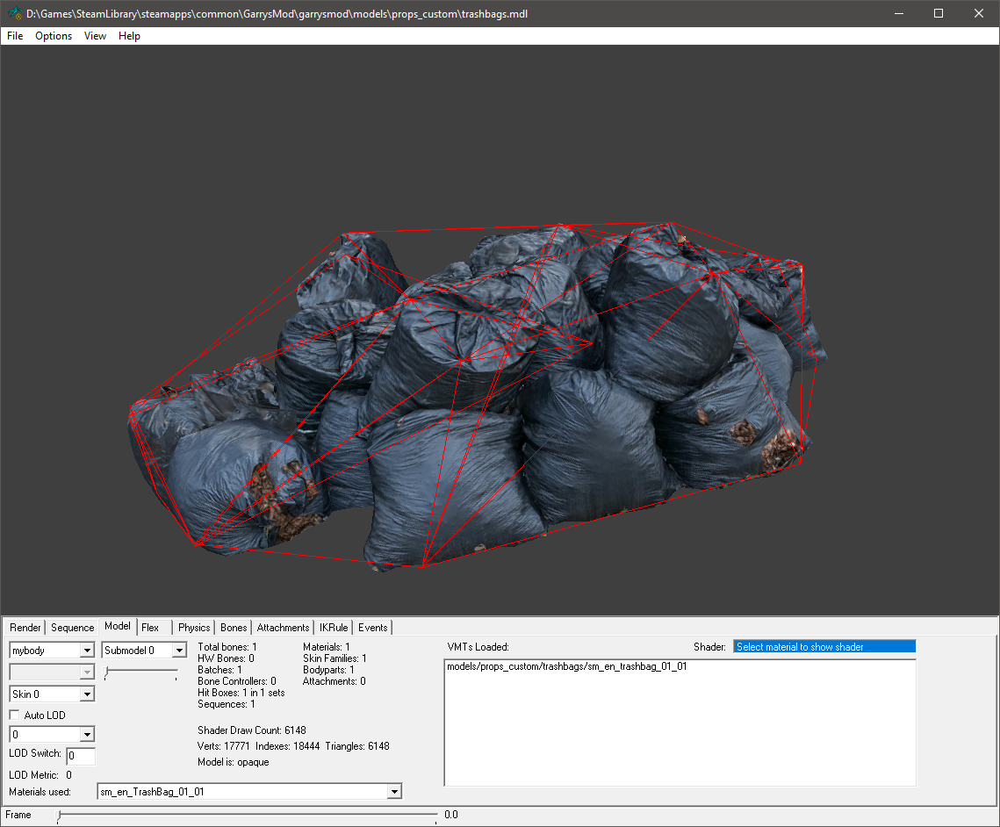 D:\Games\SteamLibrary\steamapps\common\GarrysMod\garrysmod\models\props_custom\trashbags.mdl
File Options View Help
Render Sequence Model Flex Physics Bones Attachments IKRule Events
mybody Submodel 0
Skin 0
Auto LOD
0
LOD Switch: 0
LOD Metric: 0
Materials used: sm_en_TrashBag_01_01
Total bones: 1
HW Bones: 0
Batches: 1
Bone Controllers: 0
Hit Boxes: 1 in 1 sets
Sequences: 1
Materials: 1
Skin Families: 1
Bodyparts: 1
Attachments: 0
Shader Draw Count: 6148
Verts: 17771 Indexes: 18444 Triangles: 6148
Model is: opaque
VMTs Loaded: Shader: Select material to show shader
models/props_custom/trashbags/sm_en_trashbag_01_01
Frame 0.0